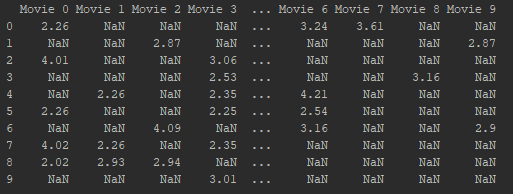 Movie 0 Movie 1 Movie 2 Movie 3 ... Movie 6 Movie 7 Movie 8 Movie 9
0 2.26 NaN NaN NaN ... 3.24 3.61 NaN NaN
1 NaN NaN 2.87 NaN ... NaN NaN NaN 2.87
2 4.01 NaN NaN 3.06 ... NaN NaN NaN NaN
3 NaN NaN NaN 2.53 ... NaN NaN 3.16 NaN
4 NaN 2.26 NaN 2.35 ... 4.21 NaN NaN NaN
5 2.26 NaN NaN 2.25 ... 2.54 NaN NaN NaN
6 NaN NaN 4.09 NaN ... 3.16 NaN NaN 2.9
7 4.02 2.26 NaN 2.35 ... NaN NaN NaN NaN
8 2.02 2.93 2.94 NaN ... NaN NaN NaN NaN
9 NaN NaN NaN 3.01 ... NaN NaN NaN NaN